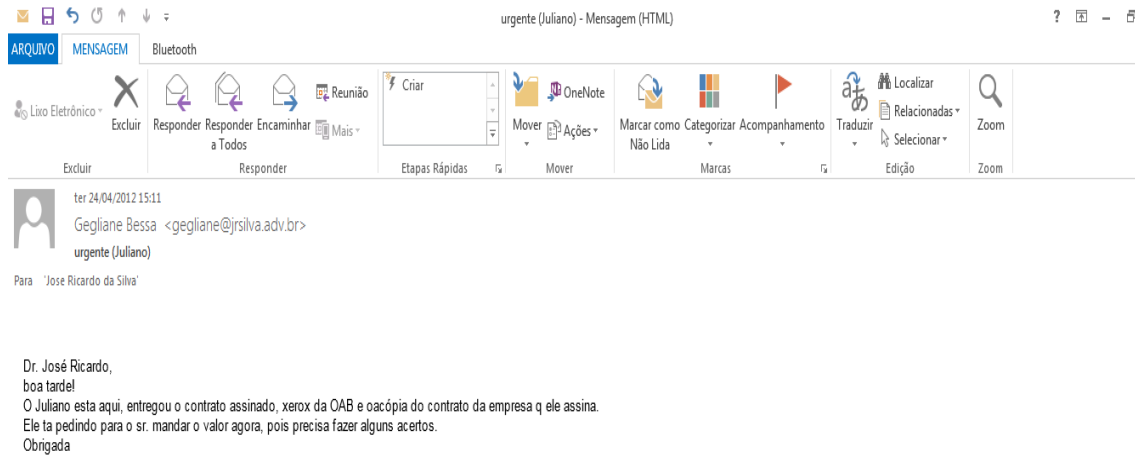 urgente (Juliano) - Mensagem (HTML)
?
ARQUIVO MENSAGEM Bluetooth
Lixo Eletrônico
Excluir
Excluir
Responder Responder a Todos Encaminhar
Reunião
Mais
Responder
Criar
Etapas Rápidas
Mover
OneNote
Ações
Mover
Marcar como Não Lida
Categorizar
Acompanhamento
Marcas
Traduzir
Localizar
Relacionadas
Selecionar
Edição
Zoom
Zoom
ter 24/04/2012 15:11
Gegliane Bessa <gegliane@jrsilva.adv.br>
urgente (Juliano)
Para 'Jose Ricardo da Silva'
Dr. José Ricardo,
boa tarde!
O Juliano esta aqui, entregou o contrato assinado, xerox da OAB e oacópia do contrato da empresa q ele assina.
Ele ta pedindo para o sr. mandar o valor agora, pois precisa fazer alguns acertos.
Obrigada